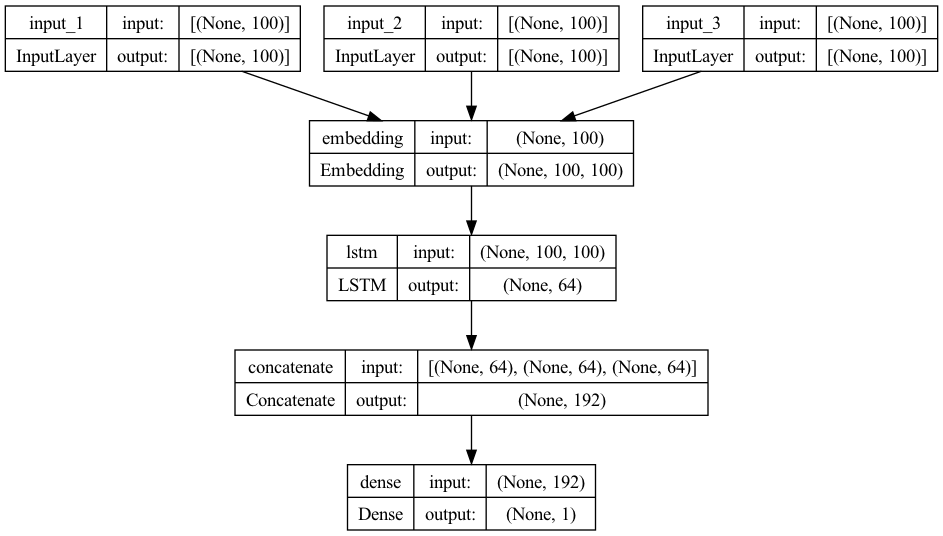 input_1 input: [(None, 100)] input_2 input: [(None, 100)] input_3 input: [(None, 100)]
InputLayer output: [(None, 100)] InputLayer output: [(None, 100)] InputLayer output: [(None, 100)]
embedding input: (None, 100)
Embedding output: (None, 100, 100)
lstm input: (None, 100, 100)
LSTM output: (None, 64)
concatenate input: [(None, 64), (None, 64), (None, 64)]
Concatenate output: (None, 192)
dense input: (None, 192)
Dense output: (None, 1)